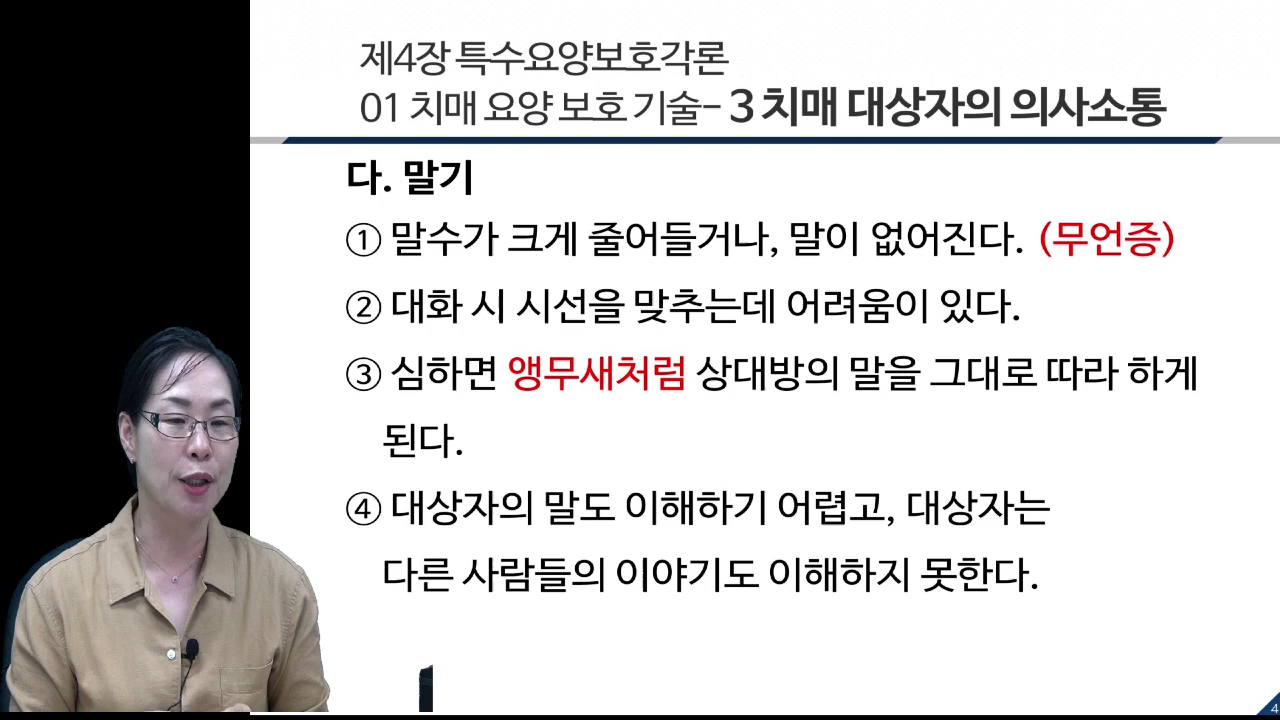 제4장 특수요양보호각론
01 치매 요양 보호 기술- 3 치매 대상자의 의사소통
다. 말기
① 말수가 크게 줄어들거나, 말이 없어진다. (무언증)
② 대화 시 시선을 맞추는데 어려움이 있다.
③ 심하면 앵무새처럼 상대방의 말을 그대로 따라 하게
된다.
④ 대상자의 말도 이해하기 어렵고, 대상자는
다른 사람들의 이야기도 이해하지 못한다.
4